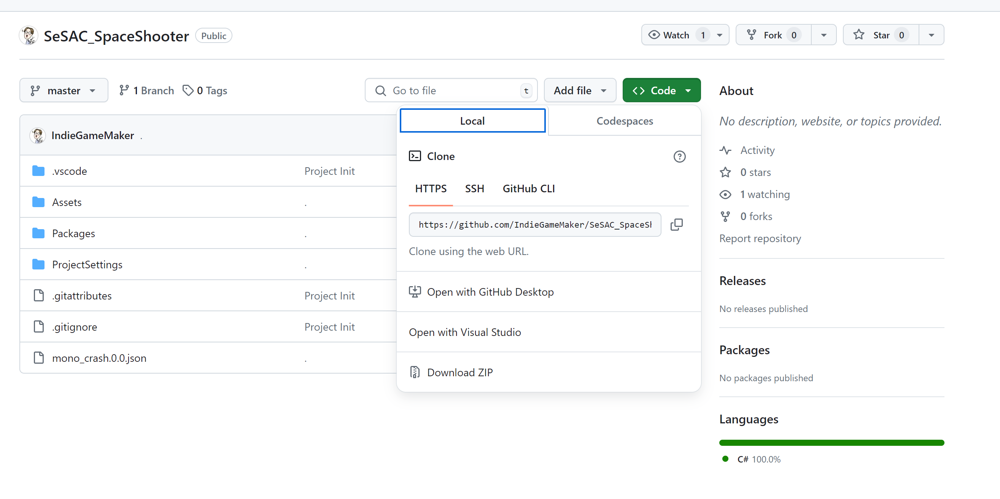 SeSAC_SpaceShooter Public
Watch 1
Fork 0
Star 0
master
1 Branch
0 Tags
Go to file t
Add file
<> Code
IndieGameMaker .
.vscode Project Init
Assets .
Packages .
ProjectSettings .
.gitattributes Project Init
.gitignore Project Init
mono_crash.0.0.json .
Local
Codespaces
Clone
HTTPS SSH GitHub CLI
https://github.com/IndieGameMaker/SeSAC_SpaceSh
Clone using the web URL.
Open with GitHub Desktop
Open with Visual Studio
Download ZIP
About
No description, website, or topics provided.
Activity
0 stars
1 watching
0 forks
Report repository
Releases
No releases published
Packages
No packages published
Languages
C# 100.0%